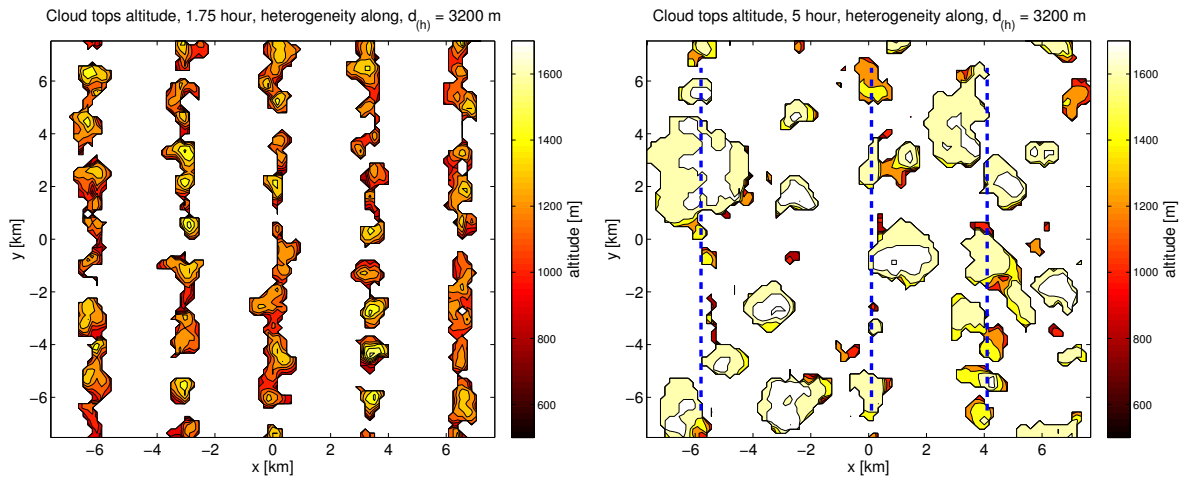 Cloud tops altitude, 1.75 hour, heterogeneity along, d(h) = 3200 m
6
4
2
0
−2
−4
−6
y [km]
−6 −4 −2 0 2 4 6
x [km]
1600
1400
1200
1000
800
600
altitude [m]
Cloud tops altitude, 5 hour, heterogeneity along, d(h) = 3200 m
6
4
2
0
−2
−4
−6
y [km]
−6 −4 −2 0 2 4 6
x [km]
1600
1400
1200
1000
800
600
altitude [m]